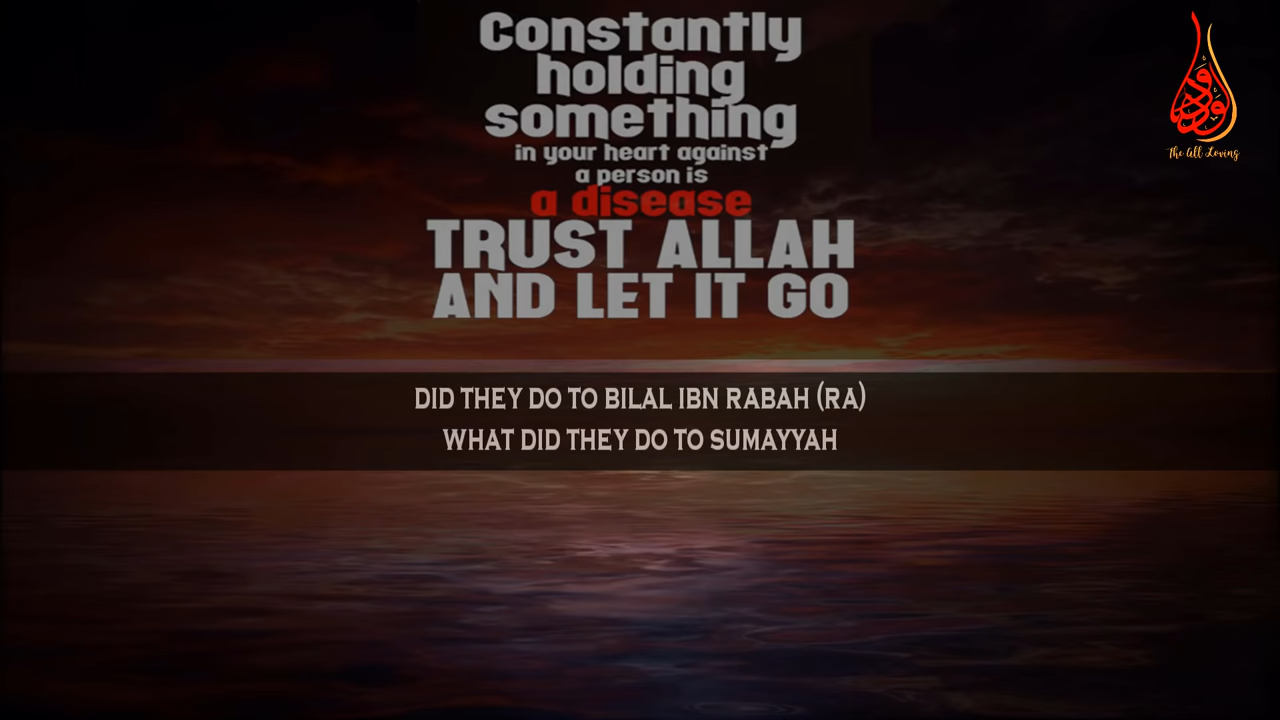 Constantly
holding
something
in your heart against
a person is
a disease
TRUST ALLAH
AND LET IT GO
The All Loving
DID THEY DO TO BILAL IBN RABAH (RA)
WHAT DID THEY DO TO SUMAYYAH